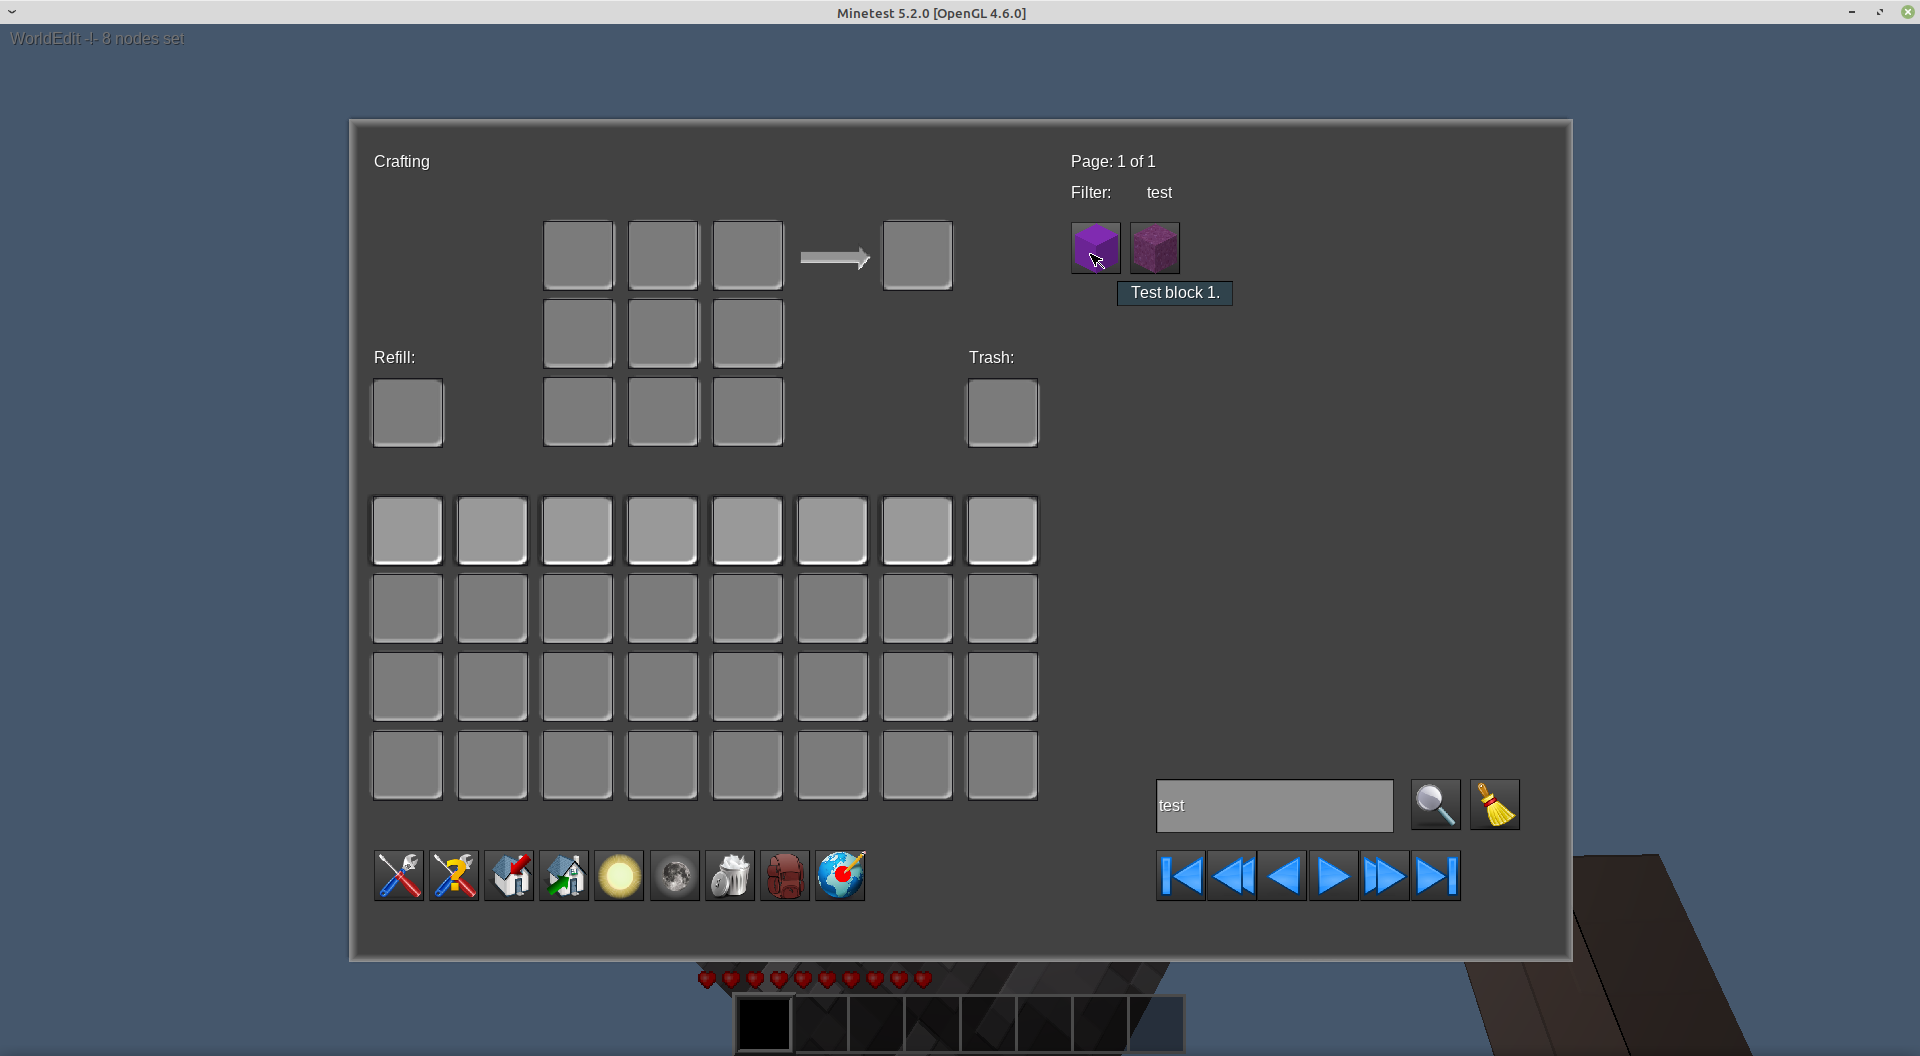 Minetest 5.2.0 [OpenGL 4.6.0]
WorldEdit -!- 8 nodes set
Crafting
Page: 1 of 1
Filter: test
Test block 1.
Refill:
Trash:
test